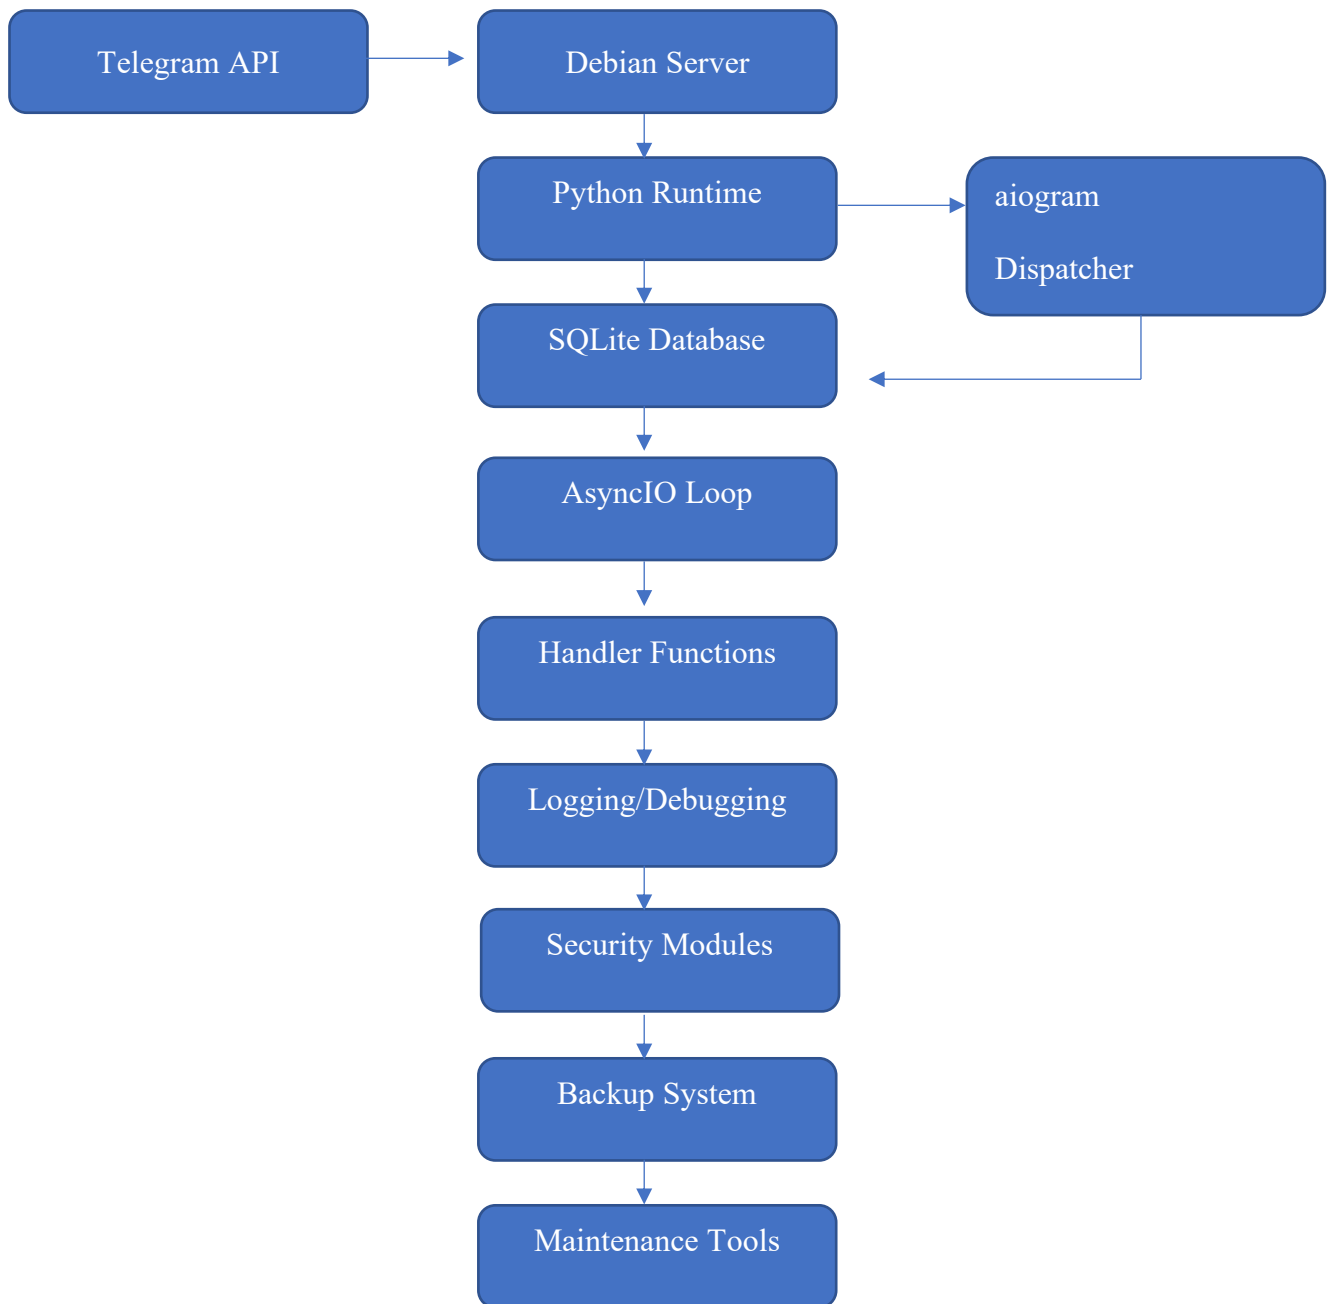 Telegram API
Debian Server
Python Runtime
aiogram
Dispatcher
SQLite Database
AsyncIO Loop
Handler Functions
Logging/Debugging
Security Modules
Backup System
Maintenance Tools